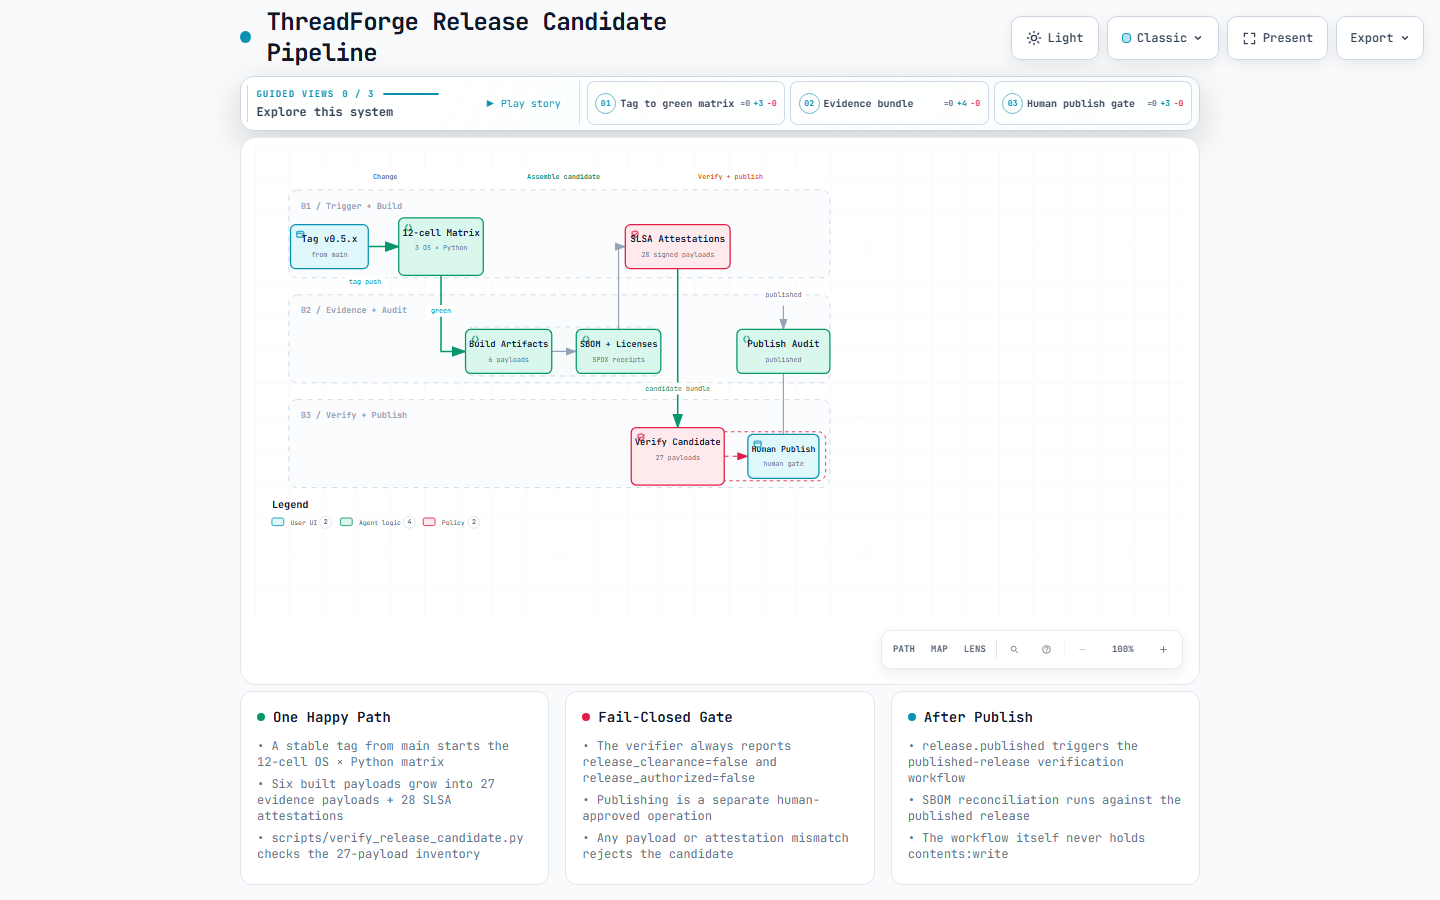 ThreadForge Release Candidate
Pipeline
Light
Classic
Present
Export
GUIDED VIEWS 0 / 3
Explore this system
Play story
01 Tag to green matrix =0 +3 -0
02 Evidence bundle =0 +4 -0
03 Human publish gate =0 +3 -0
Change
Assemble candidate
Verify + publish
01 / Trigger + Build
Tag v0.5.x
from main
12-cell Matrix
3 OS × Python
SLSA Attestations
28 signed payloads
tag push
published
02 / Evidence + Audit
green
Build Artifacts
6 payloads
SBOM + Licenses
SPDX receipts
Publish Audit
published
candidate bundle
03 / Verify + Publish
Verify Candidate
27 payloads
Human Publish
human gate
Legend
User UI 2
Agent logic 4
Policy 2
PATH
MAP
LENS
100%
One Happy Path
• A stable tag from main starts the
12-cell OS × Python matrix
• Six built payloads grow into 27
evidence payloads + 28 SLSA
attestations
• scripts/verify_release_candidate.py
checks the 27-payload inventory
Fail-Closed Gate
• The verifier always reports
release_clearance=false and
release_authorized=false
• Publishing is a separate human-
approved operation
• Any payload or attestation mismatch
rejects the candidate
After Publish
• release.published triggers the
published-release verification
workflow
• SBOM reconciliation runs against the
published release
• The workflow itself never holds
contents:write